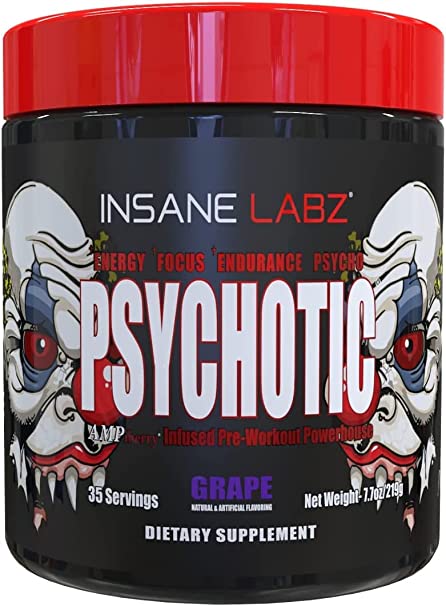 INSANE LABZ®
ENERGY * FOCUS * ENDURANCE PSYCHO
PSYCHOTIC
AMPiberry® Infused Pre-Workout Powerhouse
35 Servings
GRAPE
NATURAL & ARTIFICIAL FLAVORING
Net Weight- 7.7oz/219g
DIETARY SUPPLEMENT